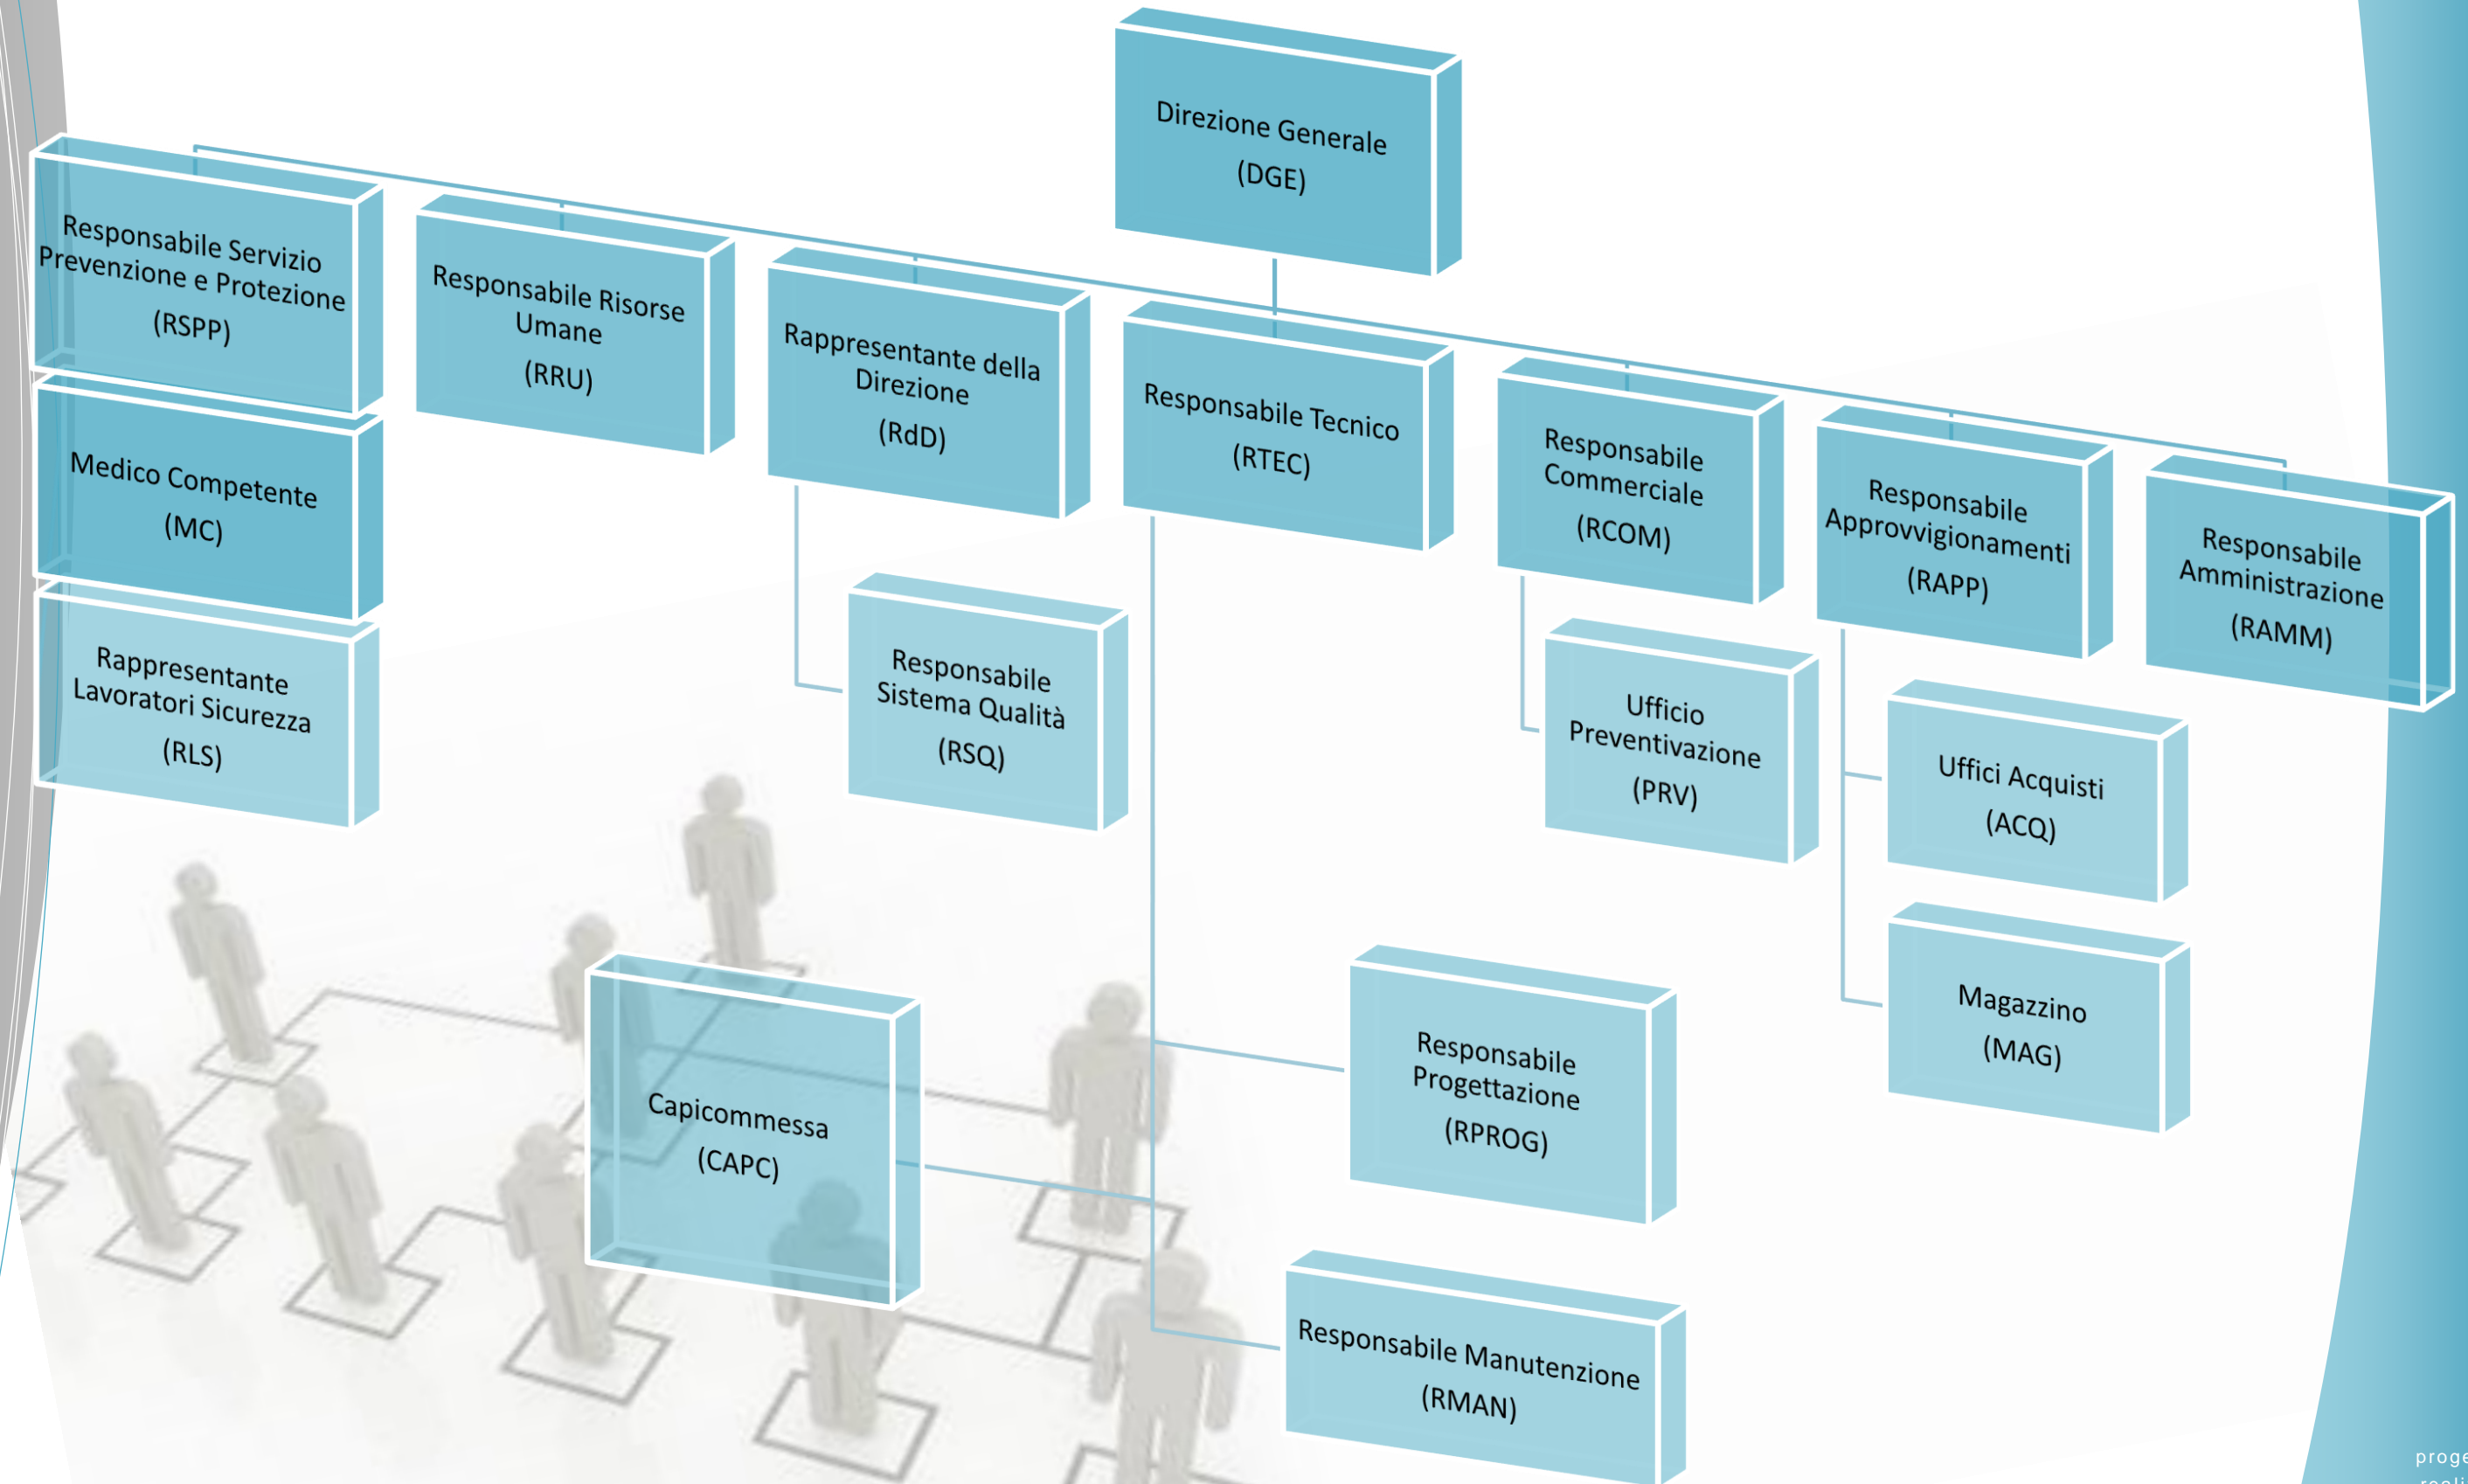 Direzione Generale
(DGE)
Responsabile Servizio
Prevenzione e Protezione
(RSPP)
Responsabile Risorse
Umane
(RRU)
Rappresentante della
Direzione
(RdD)
Responsabile Tecnico
(RTEC)
Responsabile
Commerciale
(RCOM)
Responsabile
Approvvigionamenti
(RAPP)
Responsabile
Amministrazione
(RAMM)
Medico Competente
(MC)
Rappresentante
Lavoratori Sicurezza
(RLS)
Responsabile
Sistema Qualità
(RSQ)
Ufficio
Preventivazione
(PRV)
Uffici Acquisti
(ACQ)
Magazzino
(MAG)
Capicommessa
(CAPC)
Responsabile
Progettazione
(RPROG)
Responsabile Manutenzione
(RMAN)